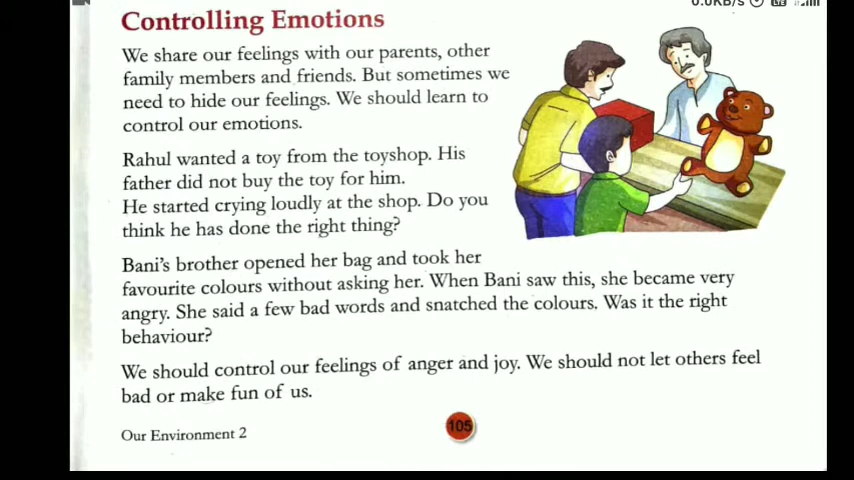 0.0KB/s
Controlling Emotions
We share our feelings with our parents, other
family members and friends. But sometimes we
need to hide our feelings. We should learn to
control our emotions.
Rahul wanted a toy from the toyshop. His
father did not buy the toy for him.
He started crying loudly at the shop. Do you
think he has done the right thing?
Bani's brother opened her bag and took her
favourite colours without asking her. When Bani saw this, she became very
angry. She said a few bad words and snatched the colours. Was it the right
behaviour?
We should control our feelings of anger and joy. We should not let others feel
bad or make fun of us.
Our Environment 2
105